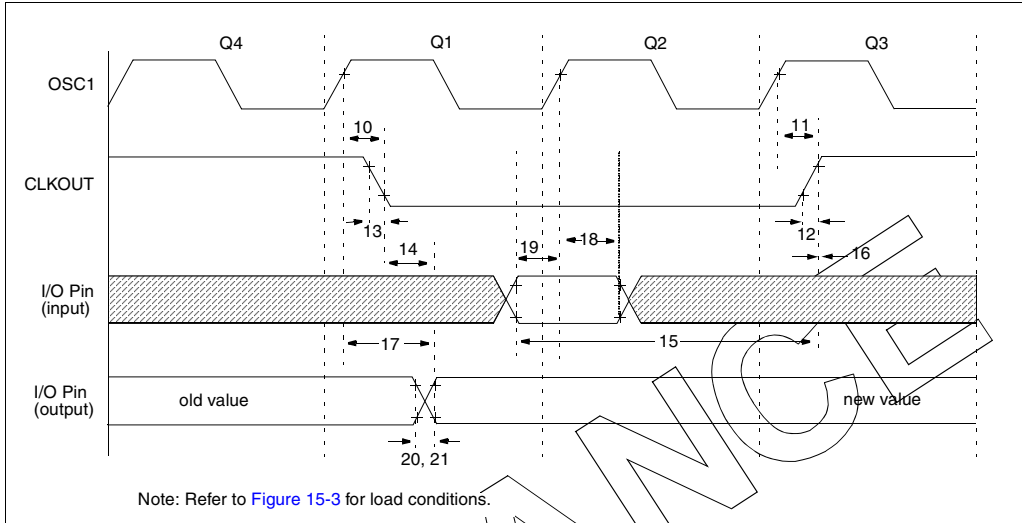 Q4 Q1 Q2 Q3
OSC1
10 11
CLKOUT
13 12
14 19 18 16
I/O Pin
(input)
17 15
I/O Pin
(output)
old value new value
20, 21
Note: Refer to Figure 15-3 for load conditions.